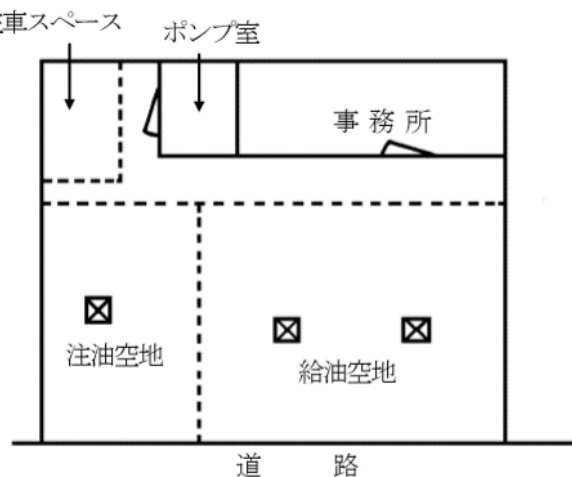 車スペース
ポンプ室
事務所
注油空地
給油空地
道路